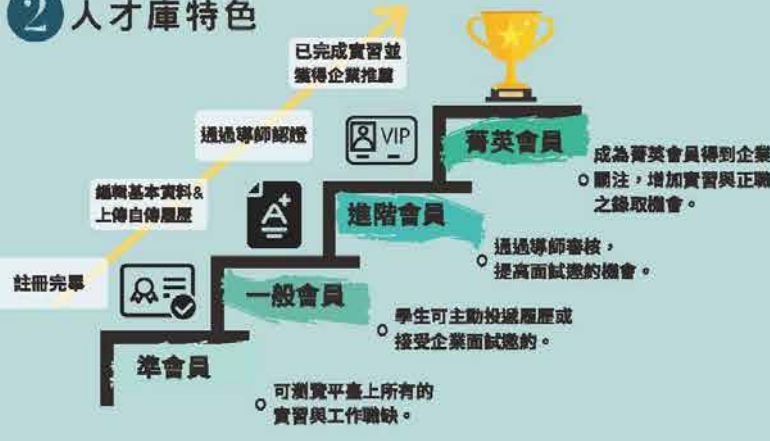 2 人才庫特色
已完成實習並
獲得企業推薦
通過導師認證
VIP
菁英會員
成為菁英會員得到企業
關注，增加實習與正職
之錄取機會。
編輯基本資料&
上傳自傳履歷
A+
進階會員
通過導師審核，
提高面試邀約機會。
註冊完畢
一般會員
學生可主動投遞履歷或
接受企業面試邀約。
準會員
可瀏覽平臺上所有的
實習與工作職缺。